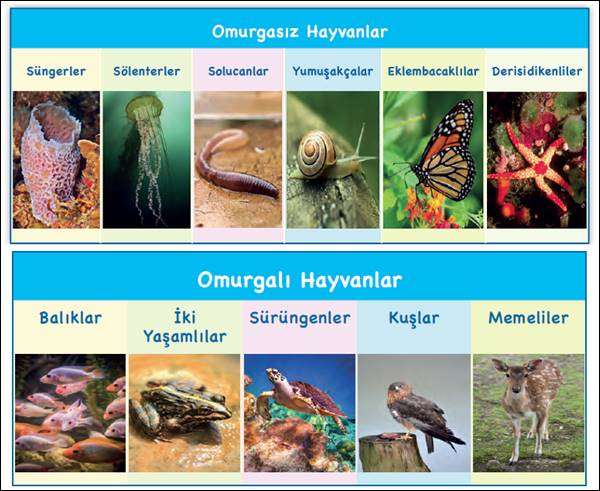 Omurgasız Hayvanlar
Süngerler Sölenterler Solucanlar Yumuşakçalar Eklembacaklılar Derisidikenliler
Omurgalı Hayvanlar
Balıklar İki Yaşamlılar Sürüngenler Kuşlar Memeliler